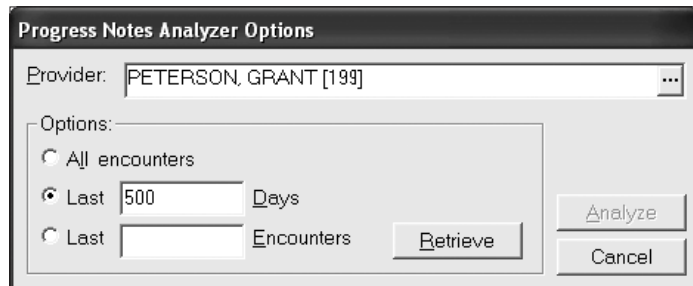 Progress Notes Analyzer Options
Provider: PETERSON, GRANT [199] ...
Options:
All encounters
Last 500 Days
Last Encounters Retrieve
Analyze
Cancel